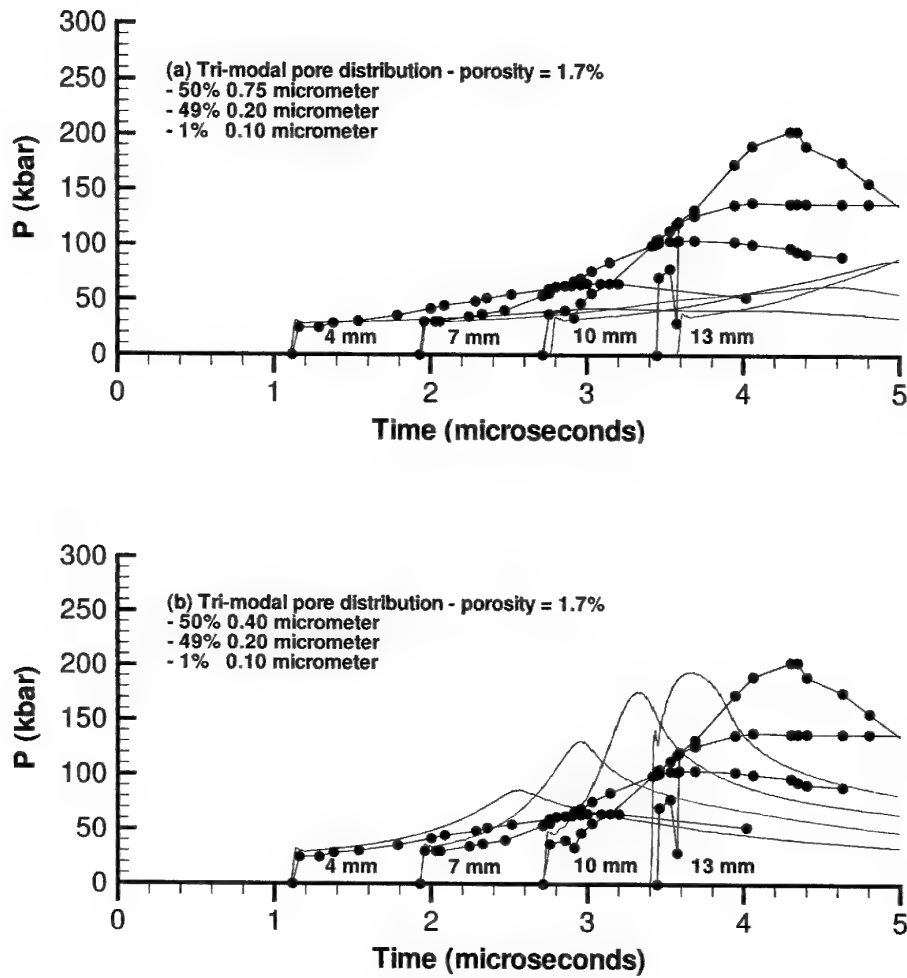 300
250
200
150
100
50
0
P (kbar)
(a) Tri-modal pore distribution - porosity = 1.7%
- 50% 0.75 micrometer
- 49% 0.20 micrometer
- 1% 0.10 micrometer
4 mm 7 mm 10 mm 13 mm
0 1 2 3 4 5
Time (microseconds)
300
250
200
150
100
50
0
P (kbar)
(b) Tri-modal pore distribution - porosity = 1.7%
- 50% 0.40 micrometer
- 49% 0.20 micrometer
- 1% 0.10 micrometer
4 mm 7 mm 10 mm 13 mm
0 1 2 3 4 5
Time (microseconds)